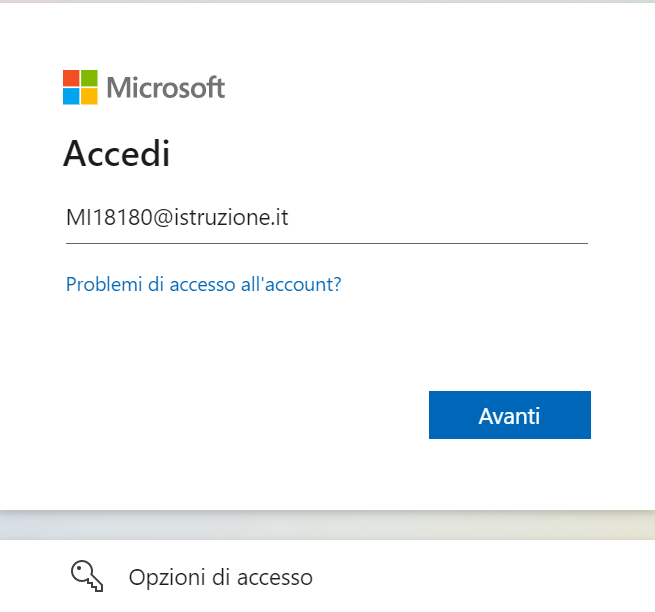 Microsoft
Accedi
MI18180@istruzione.it
Problemi di accesso all'account?
Avanti
Opzioni di accesso